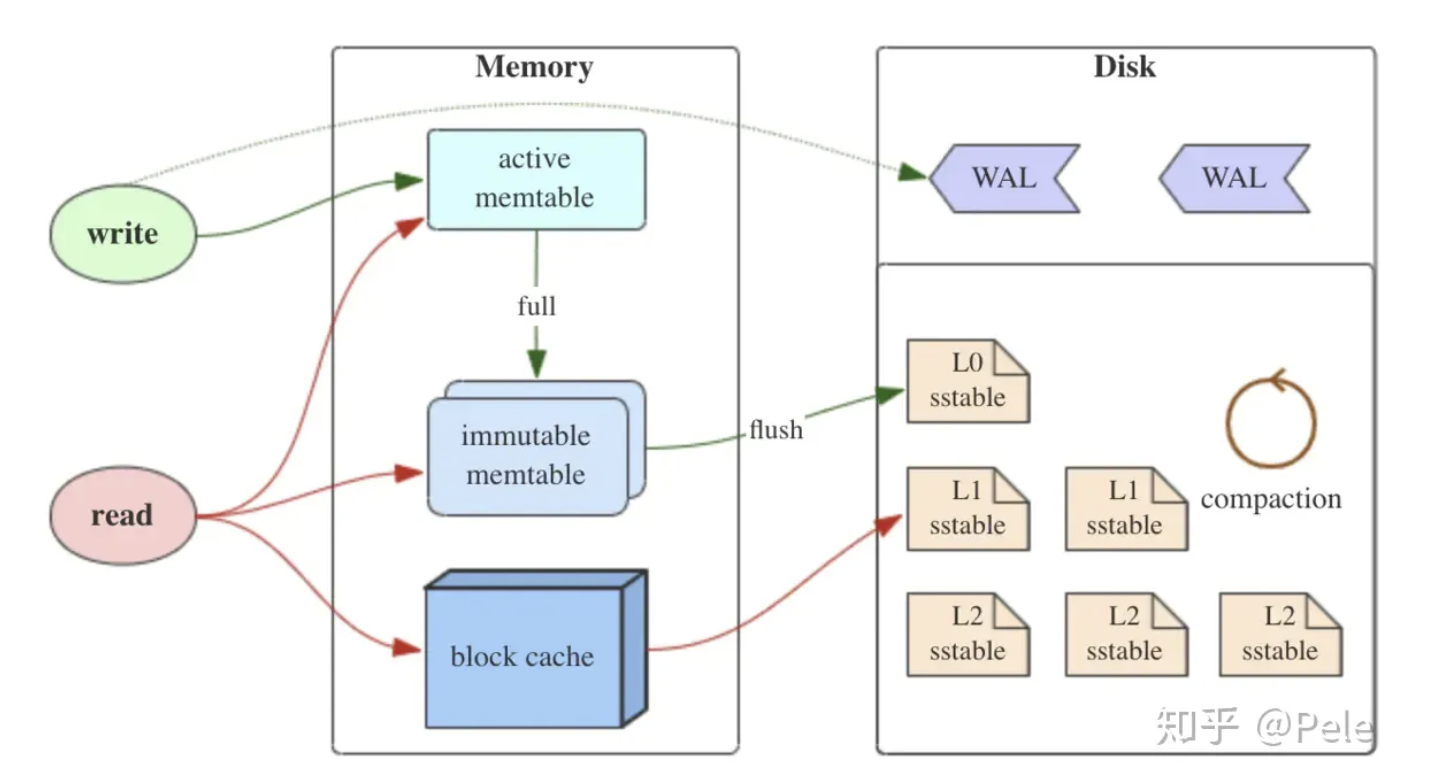 Memory
Disk
active
memtable
WAL
WAL
write
full
L0
sstable
immutable
memtable
flush
L1
sstable
L1
sstable
compaction
read
block cache
L2
sstable
L2
sstable
L2
sstable
知乎 @Pele